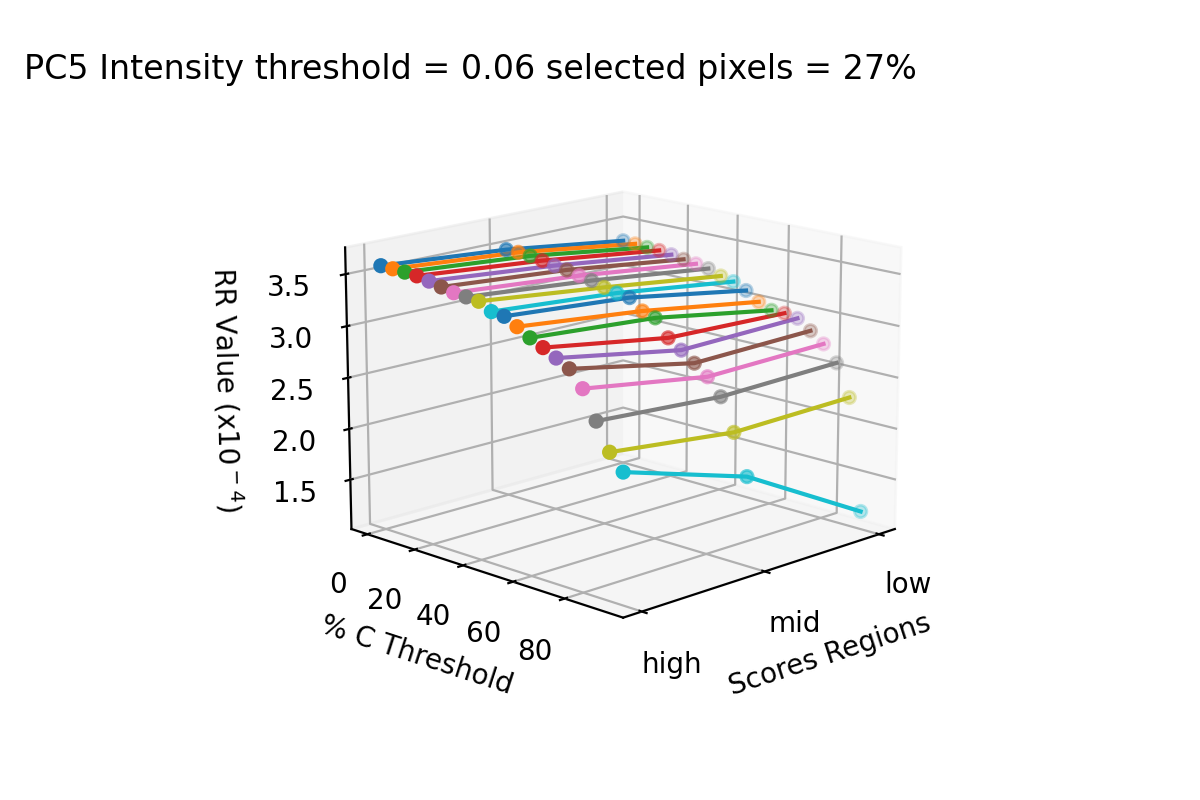 PC5 Intensity threshold = 0.06 selected pixels = 27%
RR Value (x10⁻⁴)
3.5
3.0
2.5
2.0
1.5
0
20
40
60
80
% C Threshold
high
mid
low
Scores Regions